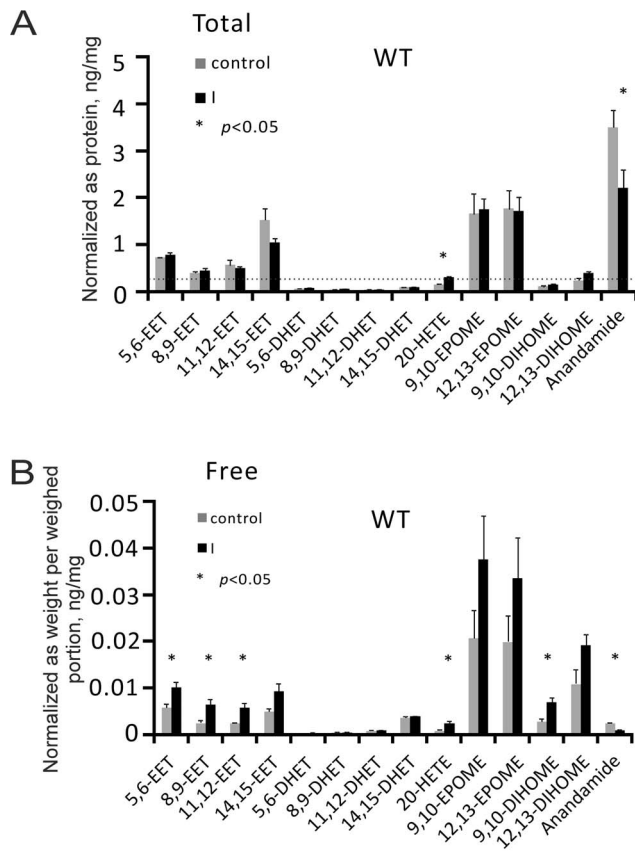 A
Total
WT
control
I
* p<0.05
Normalized as protein, ng/mg
5
4
3
2
1
0
*
*
5,6-EET
8,9-EET
11,12-EET
14,15-EET
5,6-DHET
8,9-DHET
11,12-DHET
14,15-DHET
20-HETE
9,10-EPOME
12,13-EPOME
9,10-DIHOME
12,13-DIHOME
Anandamide
B
Free
WT
control
I
* p<0.05
Normalized as weight per weighed
portion, ng/mg
0.05
0.04
0.03
0.02
0.01
0
*
*
*
*
*
*
5,6-EET
8,9-EET
11,12-EET
14,15-EET
5,6-DHET
8,9-DHET
11,12-DHET
14,15-DHET
20-HETE
9,10-EPOME
12,13-EPOME
9,10-DIHOME
12,13-DIHOME
Anandamide